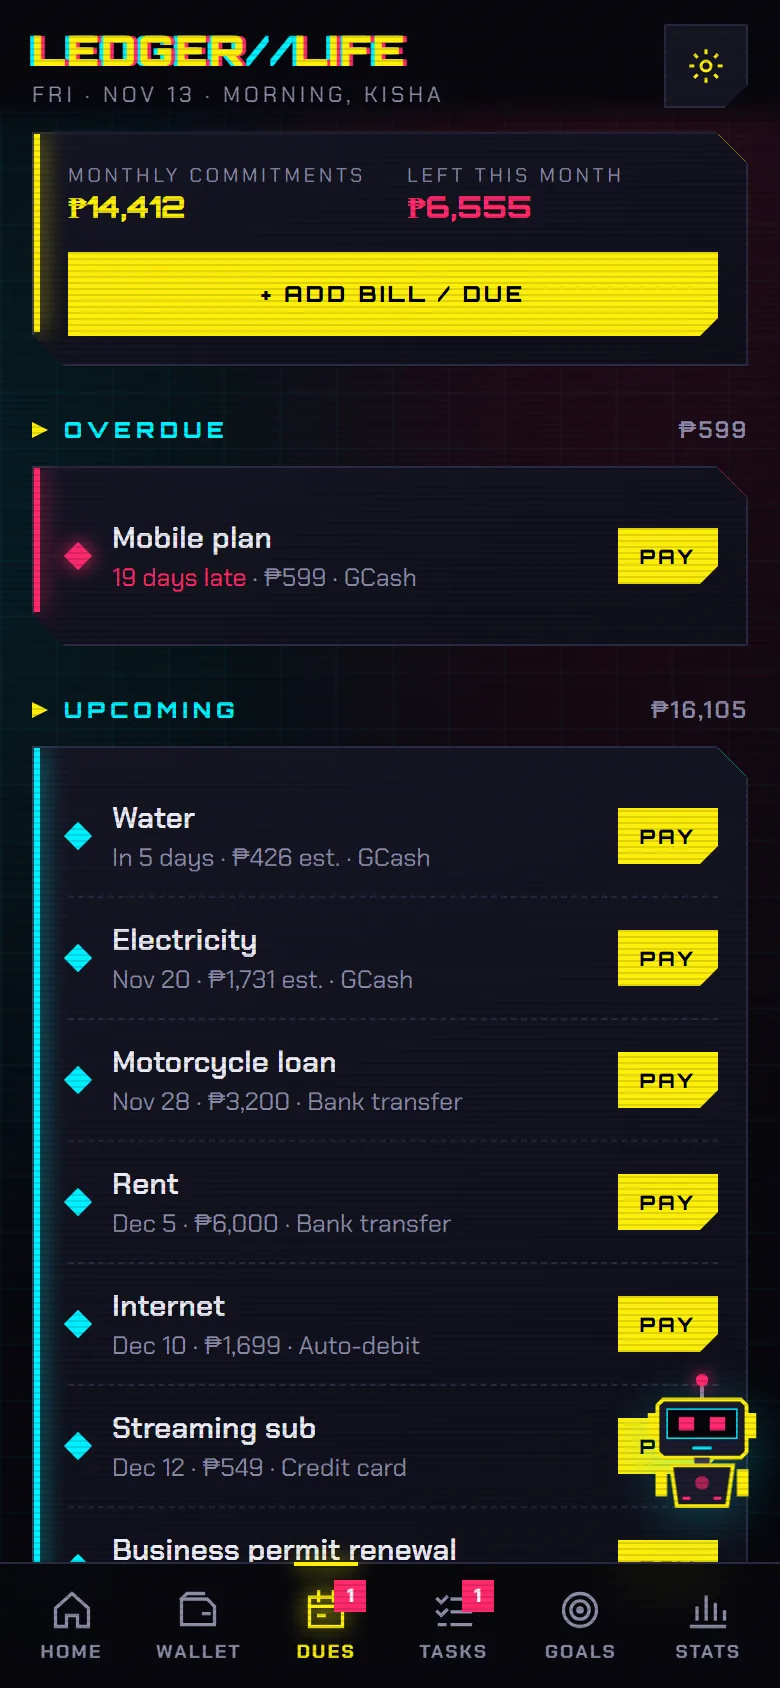 LEDGER//LIFE
FRI · NOV 13 · MORNING, KISHA
MONTHLY COMMITMENTS
₱14,412
LEFT THIS MONTH
₱6,555
+ ADD BILL / DUE
OVERDUE ₱599
Mobile plan
19 days late · ₱599 · GCash
PAY
UPCOMING ₱16,105
Water
In 5 days · ₱426 est. · GCash
PAY
Electricity
Nov 20 · ₱1,731 est. · GCash
PAY
Motorcycle loan
Nov 28 · ₱3,200 · Bank transfer
PAY
Rent
Dec 5 · ₱6,000 · Bank transfer
PAY
Internet
Dec 10 · ₱1,699 · Auto-debit
PAY
Streaming sub
Dec 12 · ₱549 · Credit card
Business permit renewal
1
1
HOME WALLET DUES TASKS GOALS STATS